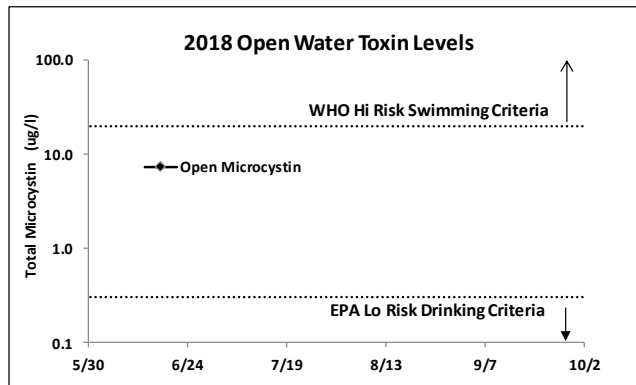 2018 Open Water Toxin Levels
100.0
WHO Hi Risk Swimming Criteria
10.0
Open Microcystin
Total Microcystin (ug/l)
1.0
EPA Lo Risk Drinking Criteria
0.1
5/30 6/24 7/19 8/13 9/7 10/2